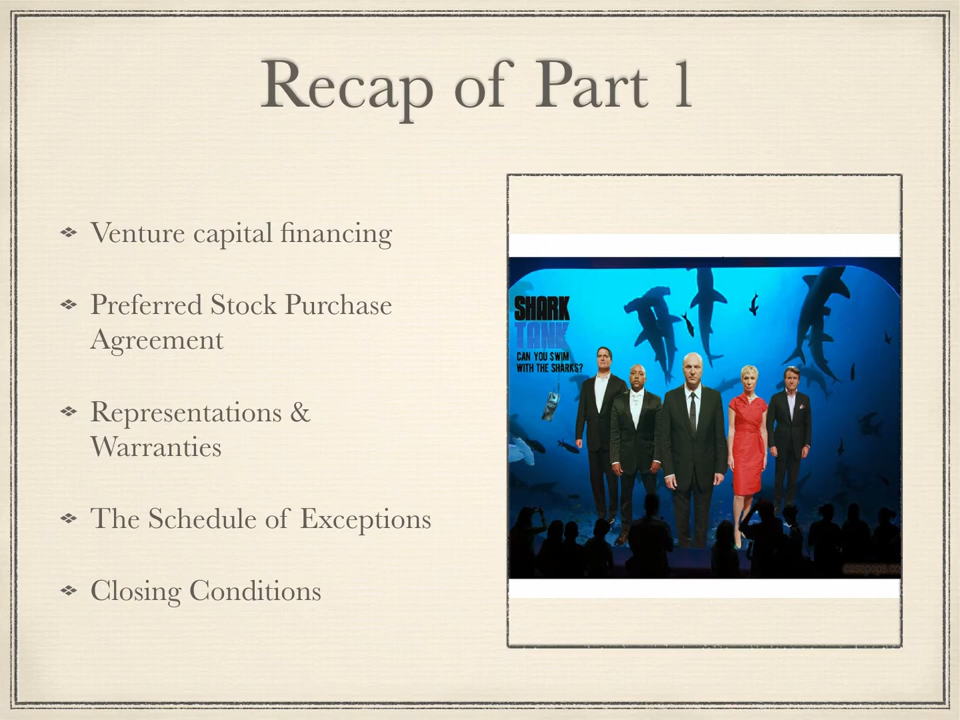 Recap of Part 1
Venture capital financing
Preferred Stock Purchase
Agreement
Representations &
Warranties
The Schedule of Exceptions
Closing Conditions
SHARK
TANK
CAN YOU SWIM
WITH THE SHARKS?